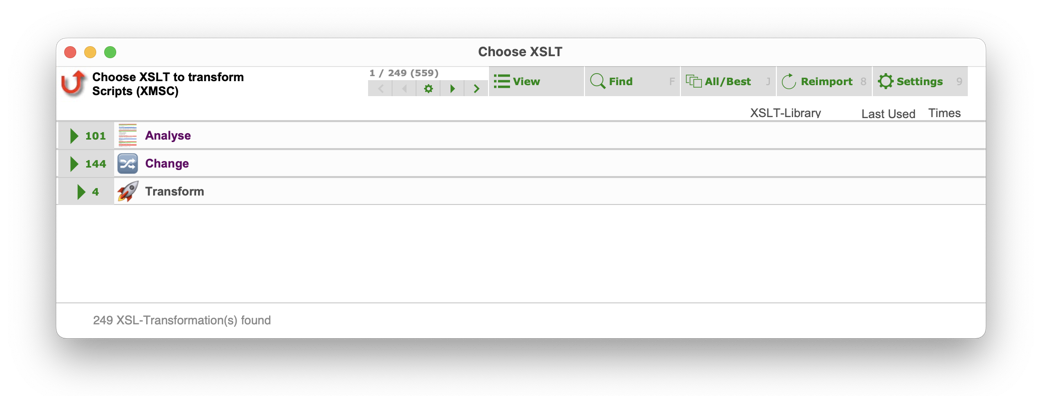 Choose XSLT
Choose XSLT to transform
Scripts (XMSC)
1 / 249 (559)
View
Find F
All/Best J
Reimport 8
Settings 9
XSLT-Library Last Used Times
101 Analyse
144 Change
4 Transform
249 XSL-Transformation(s) found